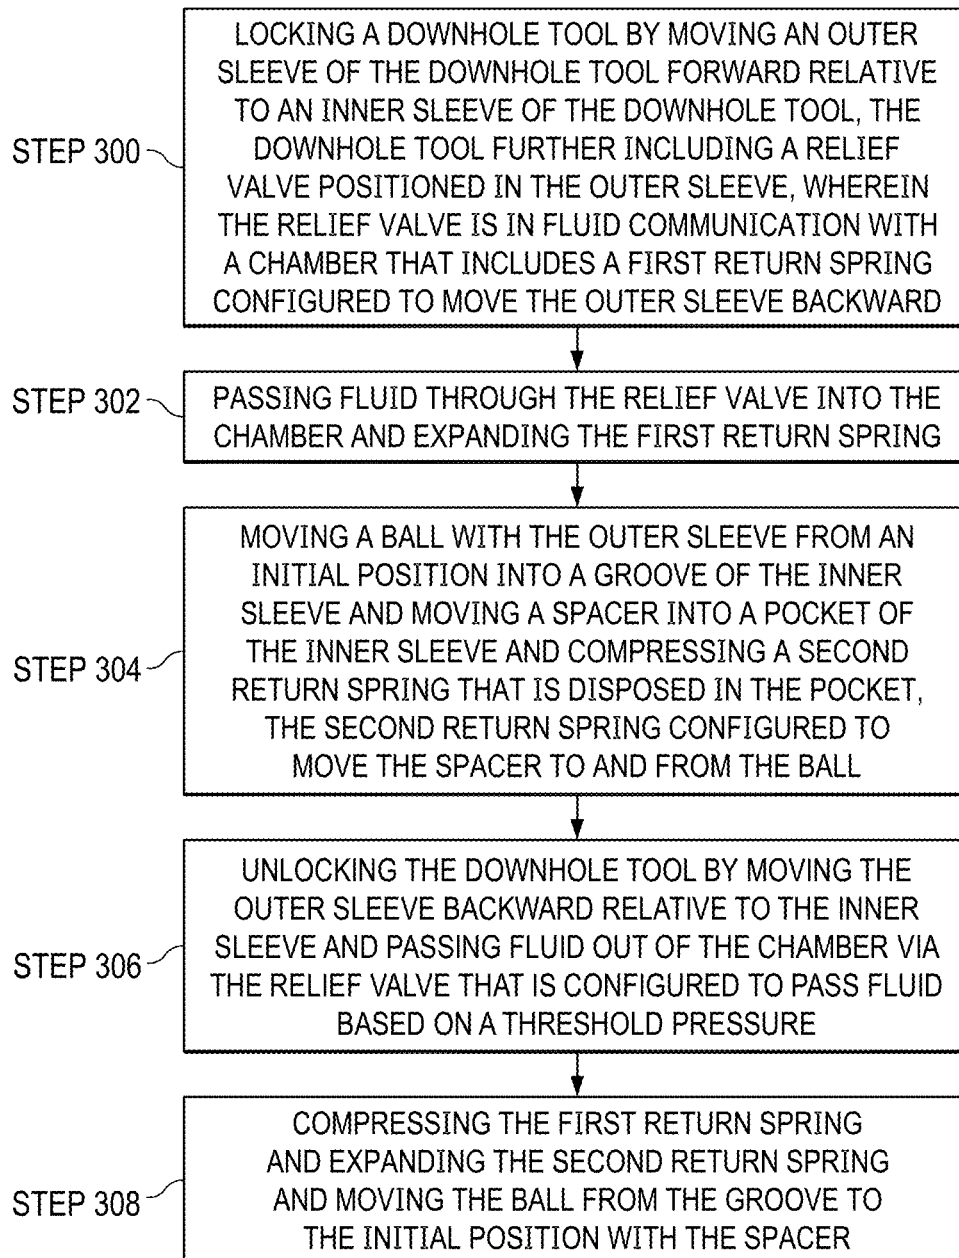 STEP 300
LOCKING A DOWNHOLE TOOL BY MOVING AN OUTER
SLEEVE OF THE DOWNHOLE TOOL FORWARD RELATIVE
TO AN INNER SLEEVE OF THE DOWNHOLE TOOL, THE
DOWNHOLE TOOL FURTHER INCLUDING A RELIEF
VALVE POSITIONED IN THE OUTER SLEEVE, WHEREIN
THE RELIEF VALVE IS IN FLUID COMMUNICATION WITH
A CHAMBER THAT INCLUDES A FIRST RETURN SPRING
CONFIGURED TO MOVE THE OUTER SLEEVE BACKWARD
STEP 302
PASSING FLUID THROUGH THE RELIEF VALVE INTO THE
CHAMBER AND EXPANDING THE FIRST RETURN SPRING
STEP 304
MOVING A BALL WITH THE OUTER SLEEVE FROM AN
INITIAL POSITION INTO A GROOVE OF THE INNER
SLEEVE AND MOVING A SPACER INTO A POCKET OF
THE INNER SLEEVE AND COMPRESSING A SECOND
RETURN SPRING THAT IS DISPOSED IN THE POCKET,
THE SECOND RETURN SPRING CONFIGURED TO
MOVE THE SPACER TO AND FROM THE BALL
STEP 306
UNLOCKING THE DOWNHOLE TOOL BY MOVING THE
OUTER SLEEVE BACKWARD RELATIVE TO THE INNER
SLEEVE AND PASSING FLUID OUT OF THE CHAMBER VIA
THE RELIEF VALVE THAT IS CONFIGURED TO PASS FLUID
BASED ON A THRESHOLD PRESSURE
STEP 308
COMPRESSING THE FIRST RETURN SPRING
AND EXPANDING THE SECOND RETURN SPRING
AND MOVING THE BALL FROM THE GROOVE TO
THE INITIAL POSITION WITH THE SPACER